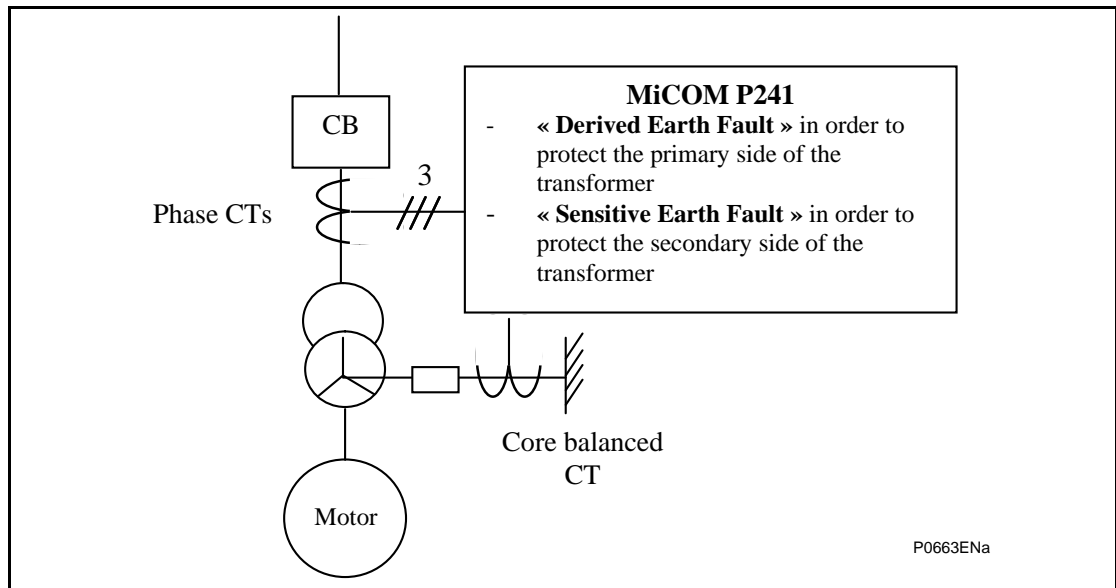 CB
Phase CTs
3
MiCOM P241
- « Derived Earth Fault » in order to
protect the primary side of the
transformer
- « Sensitive Earth Fault » in order to
protect the secondary side of the
transformer
Core balanced
CT
Motor
P0663ENa